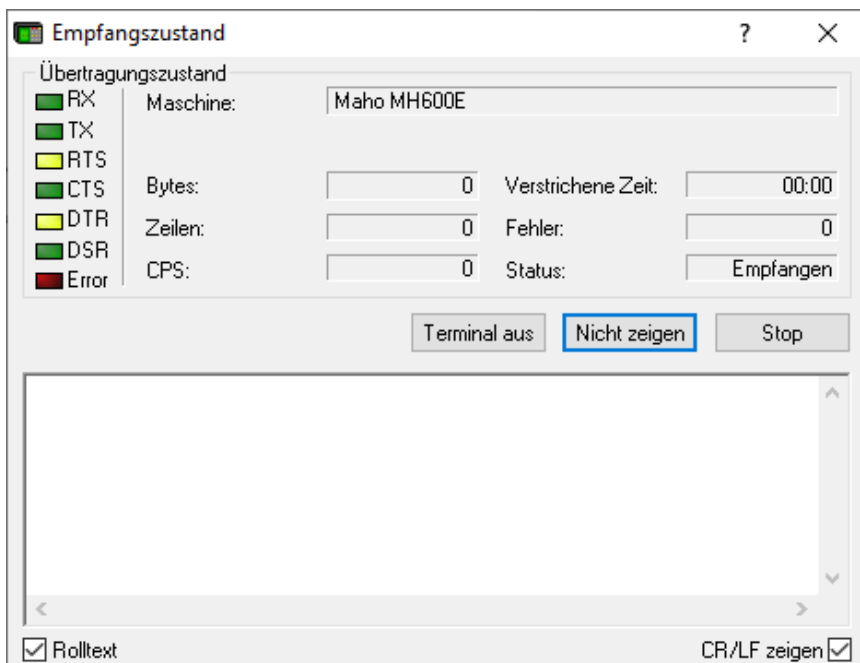 Empfangszustand ?
Übertragungszustand
RX
TX
RTS
CTS
DTR
DSR
Error
Maschine: Maho MH600E
Bytes: 0 Verstrichene Zeit: 00:00
Zeilen: 0 Fehler: 0
CPS: 0 Status: Empfangen
Terminal aus Nicht zeigen Stop
Rolltext CR/LF zeigen